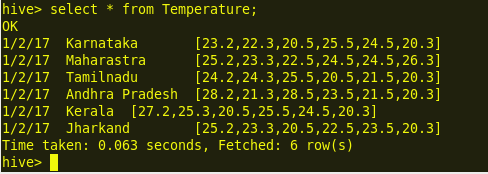 hive> select * from Temperature;
OK
1/2/17  Karnataka       [23.2,22.3,20.5,25.5,24.5,20.3]
1/2/17  Maharastra      [25.2,23.3,22.5,24.5,24.5,26.3]
1/2/17  Tamilnadu       [24.2,24.3,25.5,20.5,21.5,20.3]
1/2/17  Andhra Pradesh  [28.2,21.3,28.5,23.5,21.5,20.3]
1/2/17  Kerala  [27.2,25.3,20.5,25.5,24.5,20.3]
1/2/17  Jharkand        [25.2,23.3,20.5,22.5,23.5,20.3]
Time taken: 0.063 seconds, Fetched: 6 row(s)
hive>